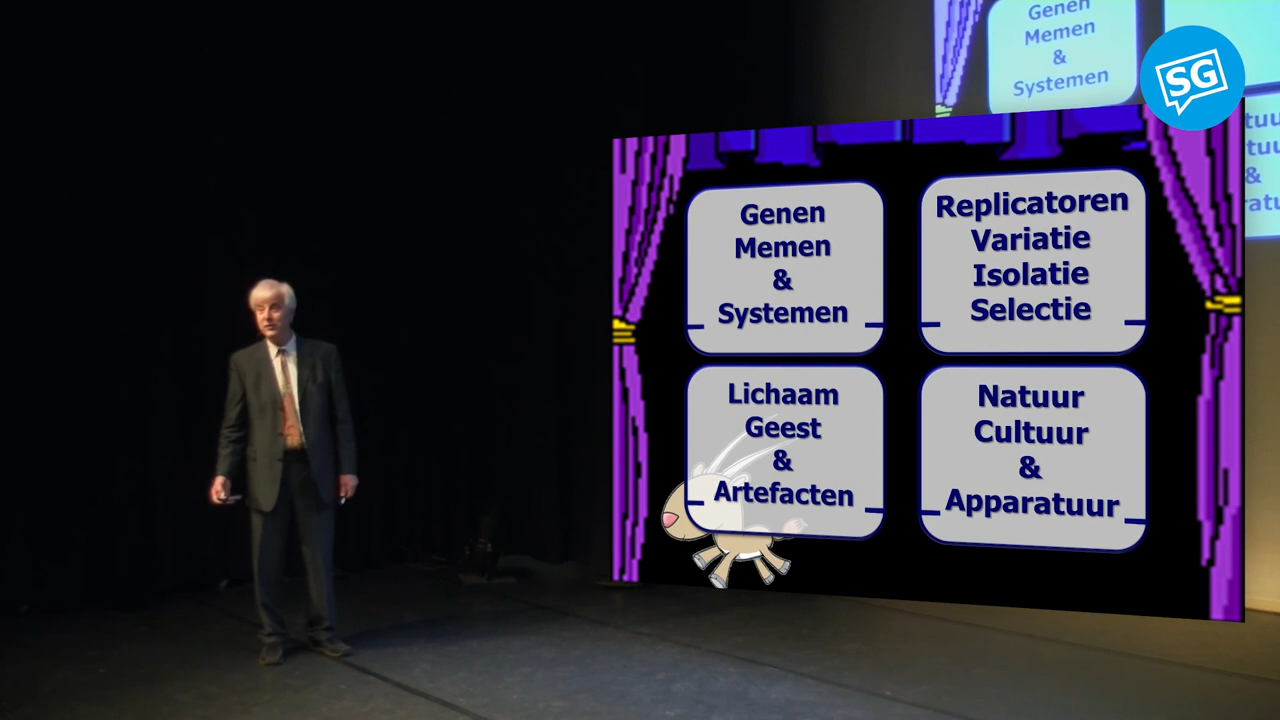 Genen
Memen
&
Systemen
SG
Genen
Memen
&
Systemen
Replicatoren
Variatie
Isolatie
Selectie
Lichaam
Geest
&
Artefacten
Natuur
Cultuur
&
Apparatuur